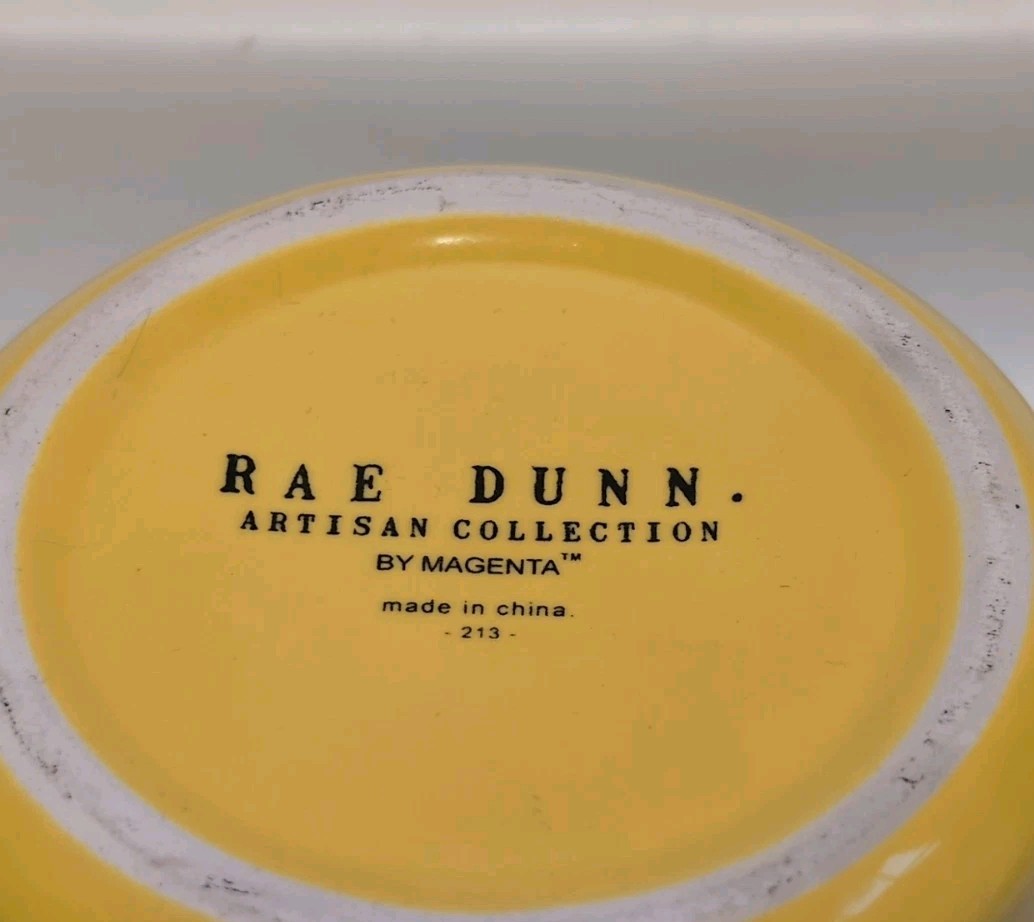 RAE DUNN.
ARTISAN COLLECTION
BY MAGENTA™
made in china.
- 213 -